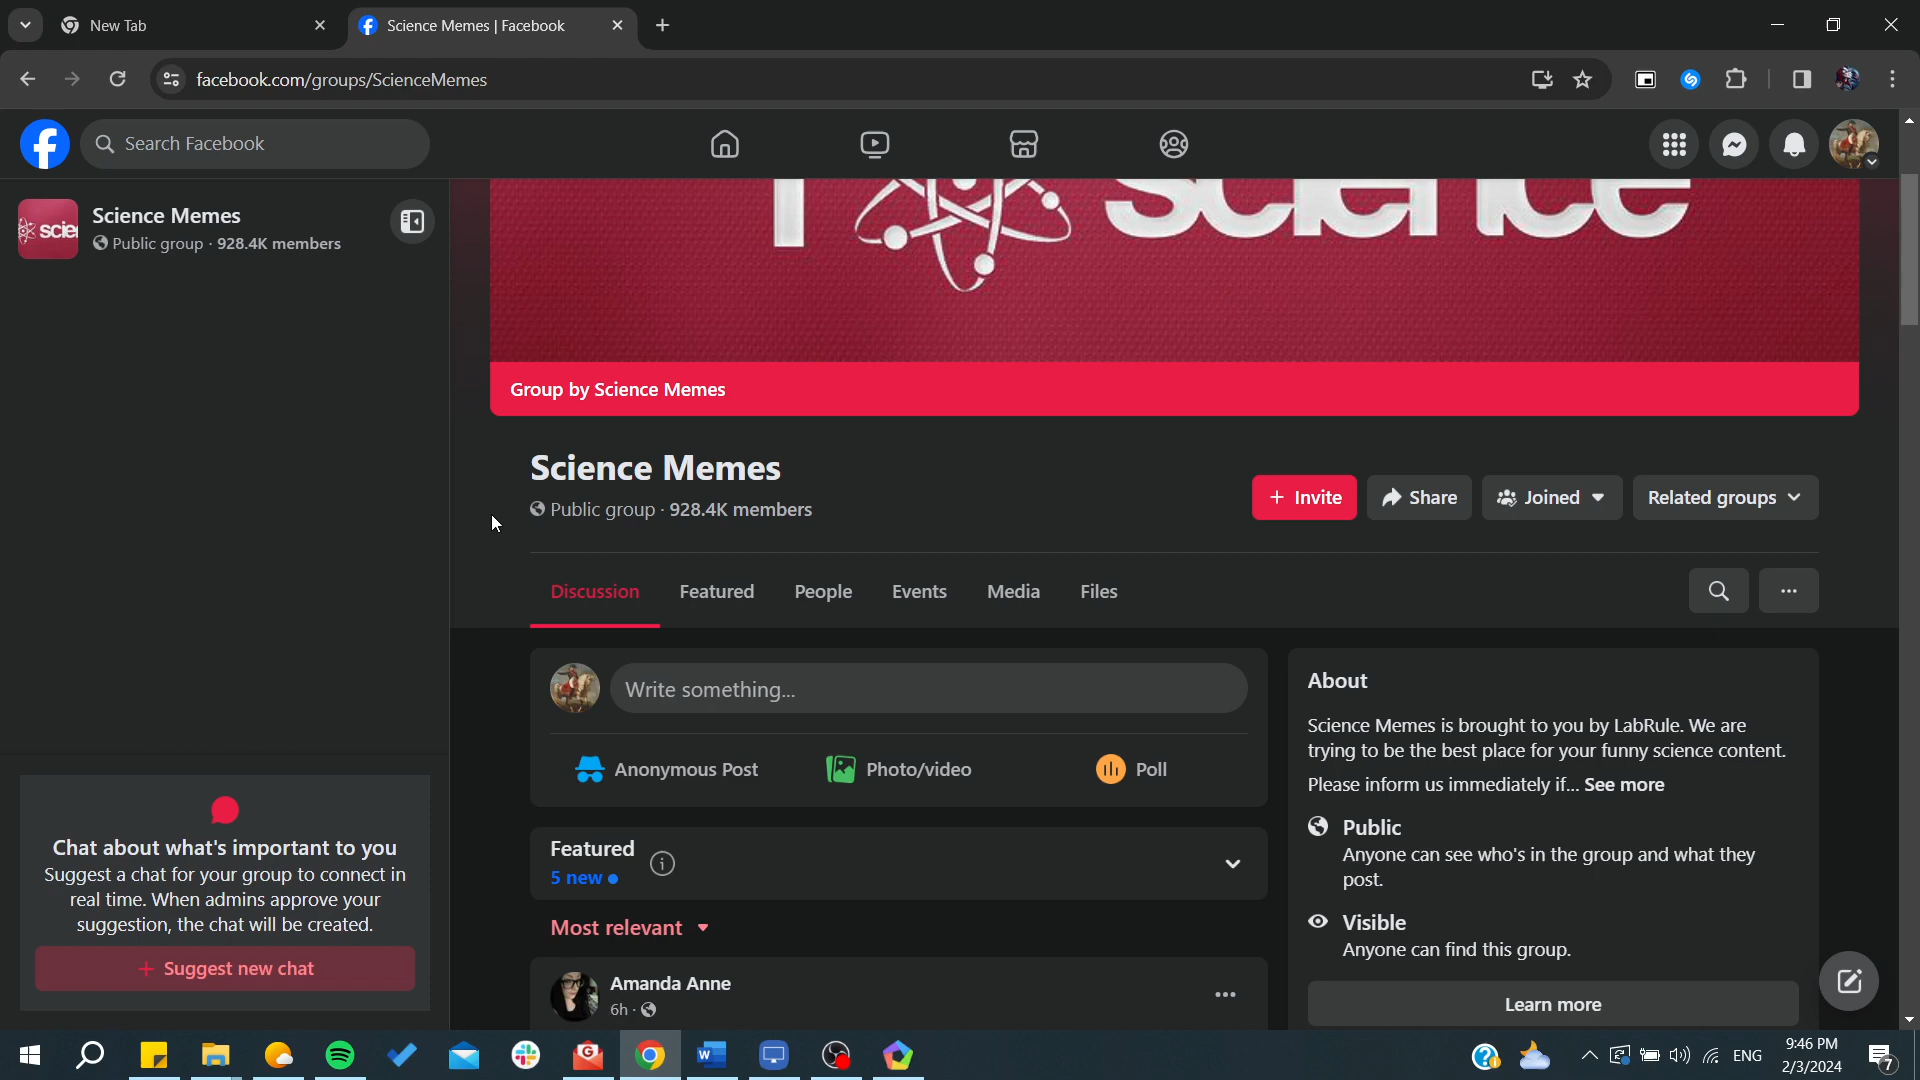 New Tab
Science Memes | Facebook
facebook.com/groups/ScienceMemes
Search Facebook
Science Memes
Public group · 928.4K members
scie
science
Group by Science Memes
Science Memes
Public group · 928.4K members
+ Invite
Share
Joined
Related groups
Discussion
Featured
People
Events
Media
Files
Write something...
Anonymous Post
Photo/video
Poll
Featured
5 new
Most relevant
Amanda Anne
6h ·
About
Science Memes is brought to you by LabRule. We are
trying to be the best place for your funny science content.
Please inform us immediately if... See more
Public
Anyone can see who's in the group and what they
post.
Visible
Anyone can find this group.
Learn more
Chat about what's important to you
Suggest a chat for your group to connect in
real time. When admins approve your
suggestion, the chat will be created.
+ Suggest new chat
ENG
9:46 PM
2/3/2024
7